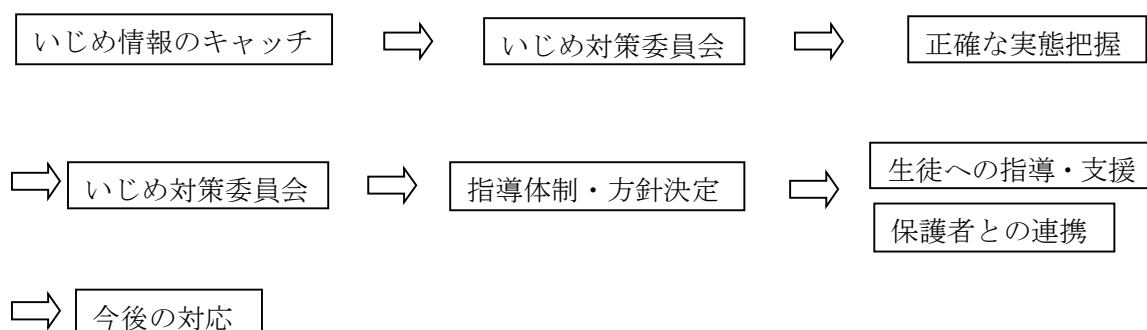 いじめ情報のキャッチ ⇨ いじめ対策委員会 ⇨ 正確な実態把握
⇨ いじめ対策委員会 ⇨ 指導体制・方針決定 ⇨ 生徒への指導・支援
保護者との連携
⇨ 今後の対応